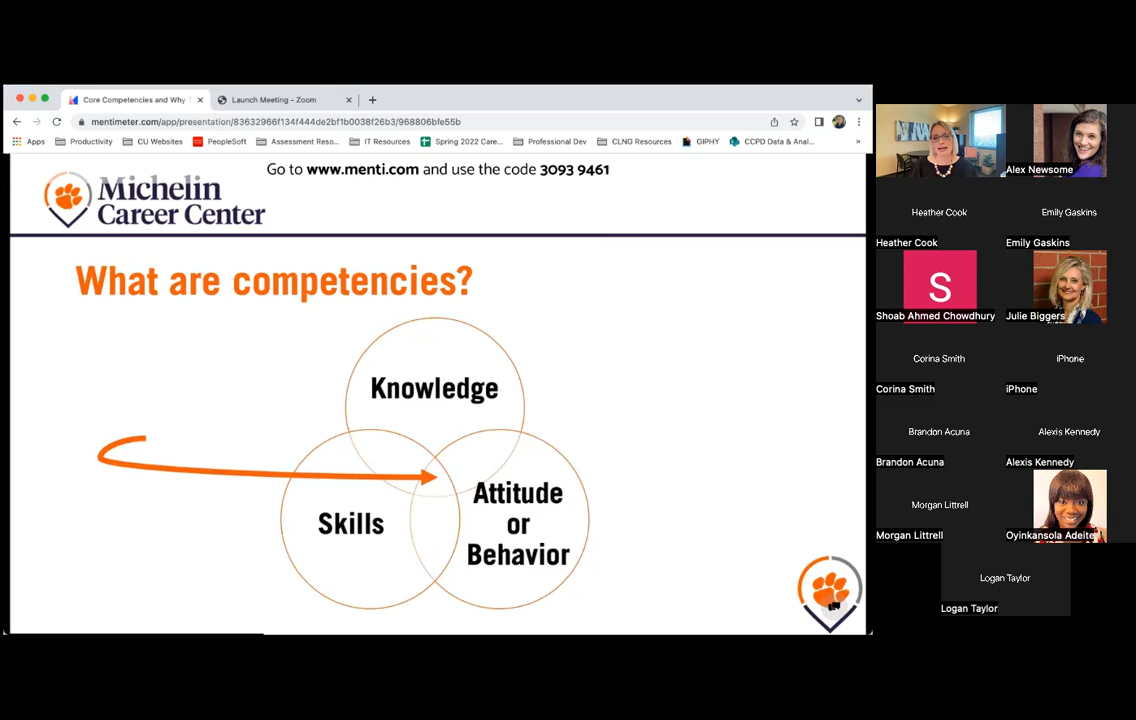 Core Competencies and Why
Launch Meeting - Zoom
mentimeter.com/app/presentation/83632966f134f444de2bf1b0038f26b3/968806bfe55b
Apps Productivity CU Websites PeopleSoft Assessment Reso... IT Resources Spring 2022 Care... Professional Dev CLNG Resources GIPHY CCPD Data & Anal... »
Go to www.menti.com and use the code 3093 9461
Michelin
Career Center
What are competencies?
Knowledge
Skills
Attitude
or
Behavior
Alex Newsome
Heather Cook
Heather Cook
Emily Gaskins
Emily Gaskins
S
Shoab Ahmed Chowdhury
Julie Biggers
Corina Smith
Corina Smith
iPhone
iPhone
Brandon Acuna
Brandon Acuna
Alexis Kennedy
Alexis Kennedy
Morgan Littrell
Morgan Littrell
Oyinkansola Adeite
Logan Taylor
Logan Taylor